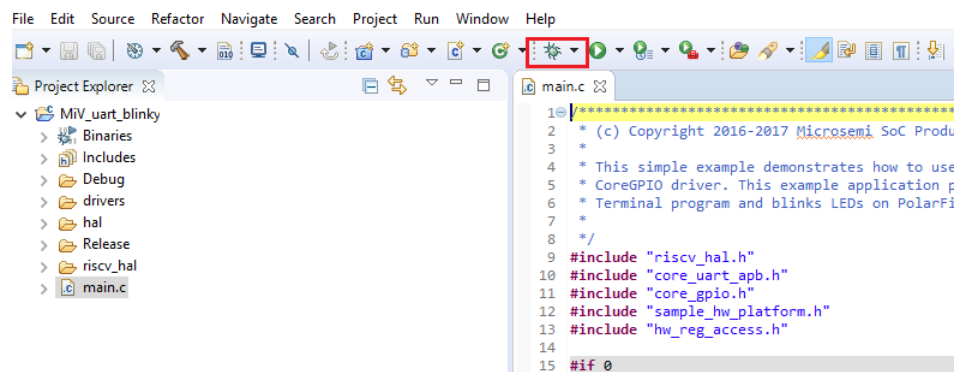 File Edit Source Refactor Navigate Search Project Run Window Help
010
Project Explorer
MiV_uart_blinky
Binaries
Includes
Debug
drivers
hal
Release
riscv_hal
.c main.c
.c main.c
1 /**********************************************
2 * (c) Copyright 2016-2017 Microsemi SoC Produ
3 *
4 * This simple example demonstrates how to use
5 * CoreGPIO driver. This example application p
6 * Terminal program and blinks LEDs on PolarFi
7 *
8 */
9 #include "riscv_hal.h"
10 #include "core_uart_apb.h"
11 #include "core_gpio.h"
12 #include "sample_hw_platform.h"
13 #include "hw_reg_access.h"
14
15 #if 0